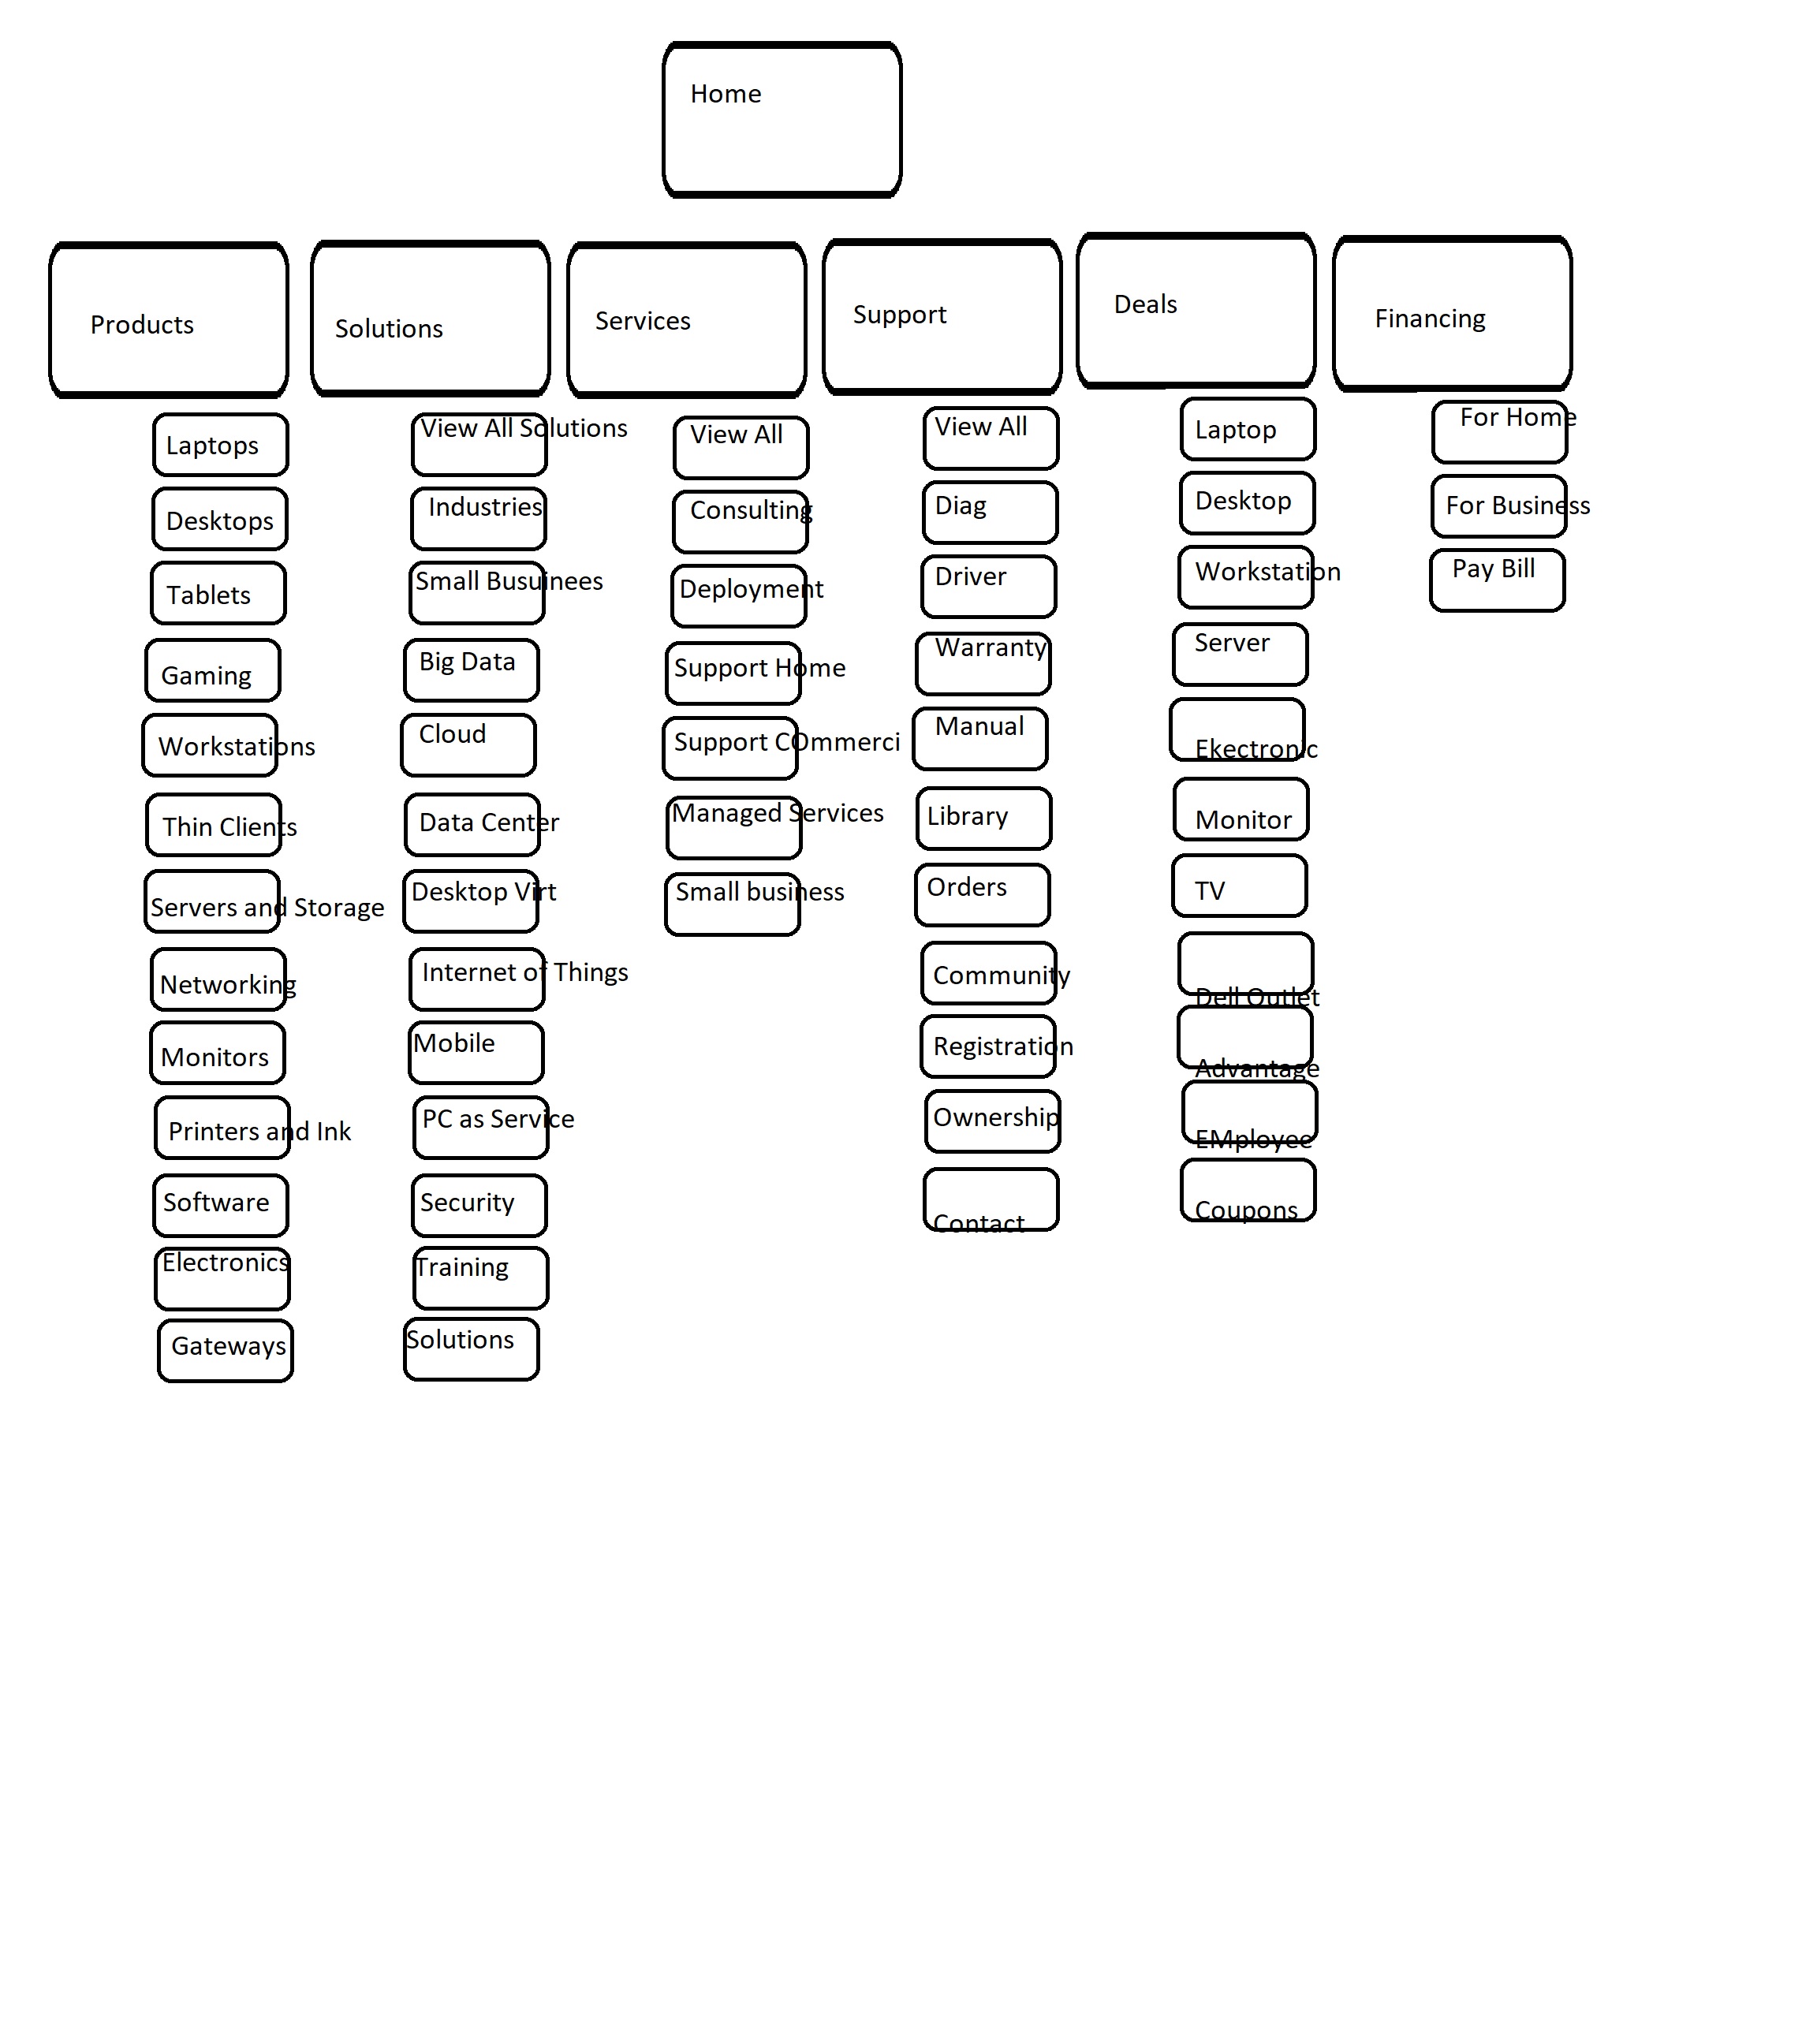 Home
Products
Solutions
Services
Support
Deals
Financing
Laptops
Desktops
Tablets
Gaming
Workstations
Thin Clients
Servers and Storage
Networking
Monitors
Printers and Ink
Software
Electronics
Gateways
View All Solutions
Industries
Small Busuinees
Big Data
Cloud
Data Center
Desktop Virt
Internet of Things
Mobile
PC as Service
Security
Training
Solutions
View All
Consulting
Deployment
Support Home
Support COmmerci
Managed Services
Small business
View All
Diag
Driver
Warranty
Manual
Library
Orders
Community
Registration
Ownership
Contact
Laptop
Desktop
Workstation
Server
Ekectronic
Monitor
TV
Dell Outlet
Advantage
EMployee
Coupons
For Home
For Business
Pay Bill